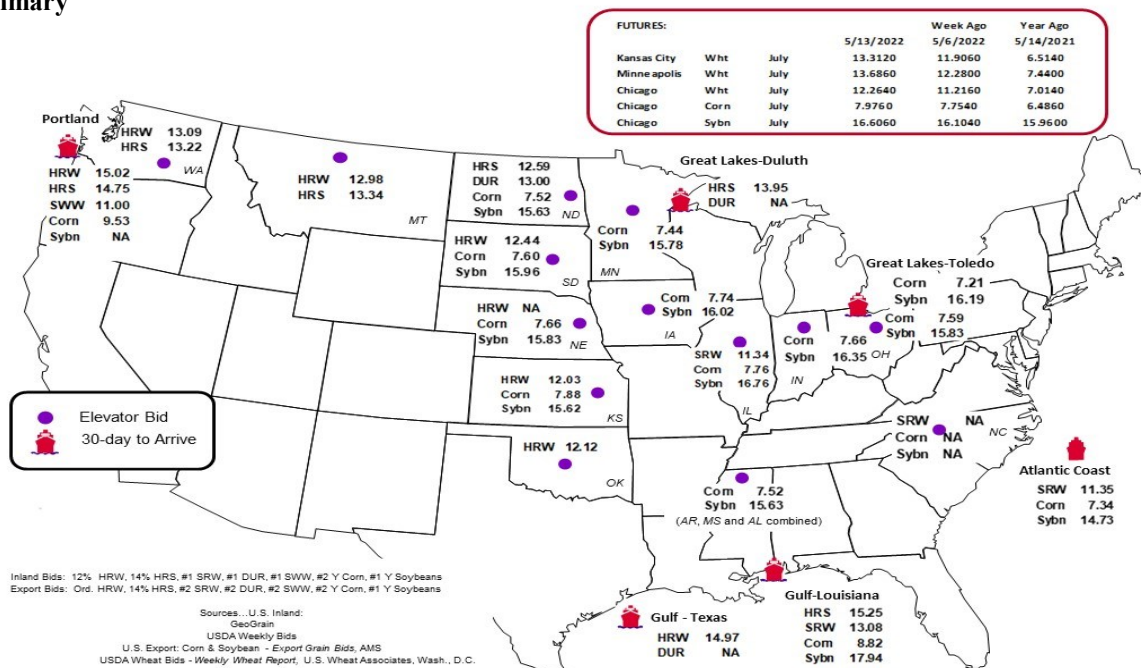 FUTURES: Week Ago Year Ago
5/13/2022 5/6/2022 5/14/2021
Kansas City Wht July 13.3120 11.9060 6.5140
Minneapolis Wht July 13.6860 12.2800 7.4400
Chicago Wht July 12.2640 11.2160 7.0140
Chicago Corn July 7.9760 7.7540 6.4860
Chicago Sybn July 16.6060 16.1040 15.9600
Portland
HRW 15.02
HRS 14.75
SWW 11.00
Corn 9.53
Sybn NA
HRW 13.09
HRS 13.22
WA
HRW 12.98
HRS 13.34
MT
HRS 12.59
DUR 13.00
Corn 7.52
Sybn 15.63
ND
HRW 12.44
Corn 7.60
Sybn 15.96
SD
HRW NA
Corn 7.66
Sybn 15.83
NE
HRW 12.03
Corn 7.88
Sybn 15.62
KS
HRW 12.12
OK
Corn 7.44
Sybn 15.78
MN
Great Lakes-Duluth
HRS 13.95
DUR NA
Corn 7.74
Sybn 16.02
IA
SRW 11.34
Corn 7.76
Sybn 16.76
IL
Corn 7.66
Sybn 16.35
IN
Great Lakes-Toledo
Corn 7.21
Sybn 16.19
Corn 7.59
Sybn 15.83
OH
SRW NA
Corn NA
Sybn NA
NC
Atlantic Coast
SRW 11.35
Corn 7.34
Sybn 14.73
Corn 7.52
Sybn 15.63
(AR, MS and AL combined)
Gulf - Texas
HRW 14.97
DUR NA
Gulf-Louisiana
HRS 15.25
SRW 13.08
Corn 8.82
Sybn 17.94
Elevator Bid
30-day to Arrive
Inland Bids: 12% HRW, 14% HRS, #1 SRW, #1 DUR, #1 SWW, #2 Y Corn, #1 Y Soybeans
Export Bids: Ord. HRW, 14% HRS, #2 SRW, #2 DUR, #2 SWW, #2 Y Corn, #1 Y Soybeans
Sources...U.S. Inland:
GeoGrain
USDA Weekly Bids
U.S. Export: Corn & Soybean - Export Grain Bids, AMS
USDA Wheat Bids - Weekly Wheat Report, U.S. Wheat Associates, Wash., D.C.